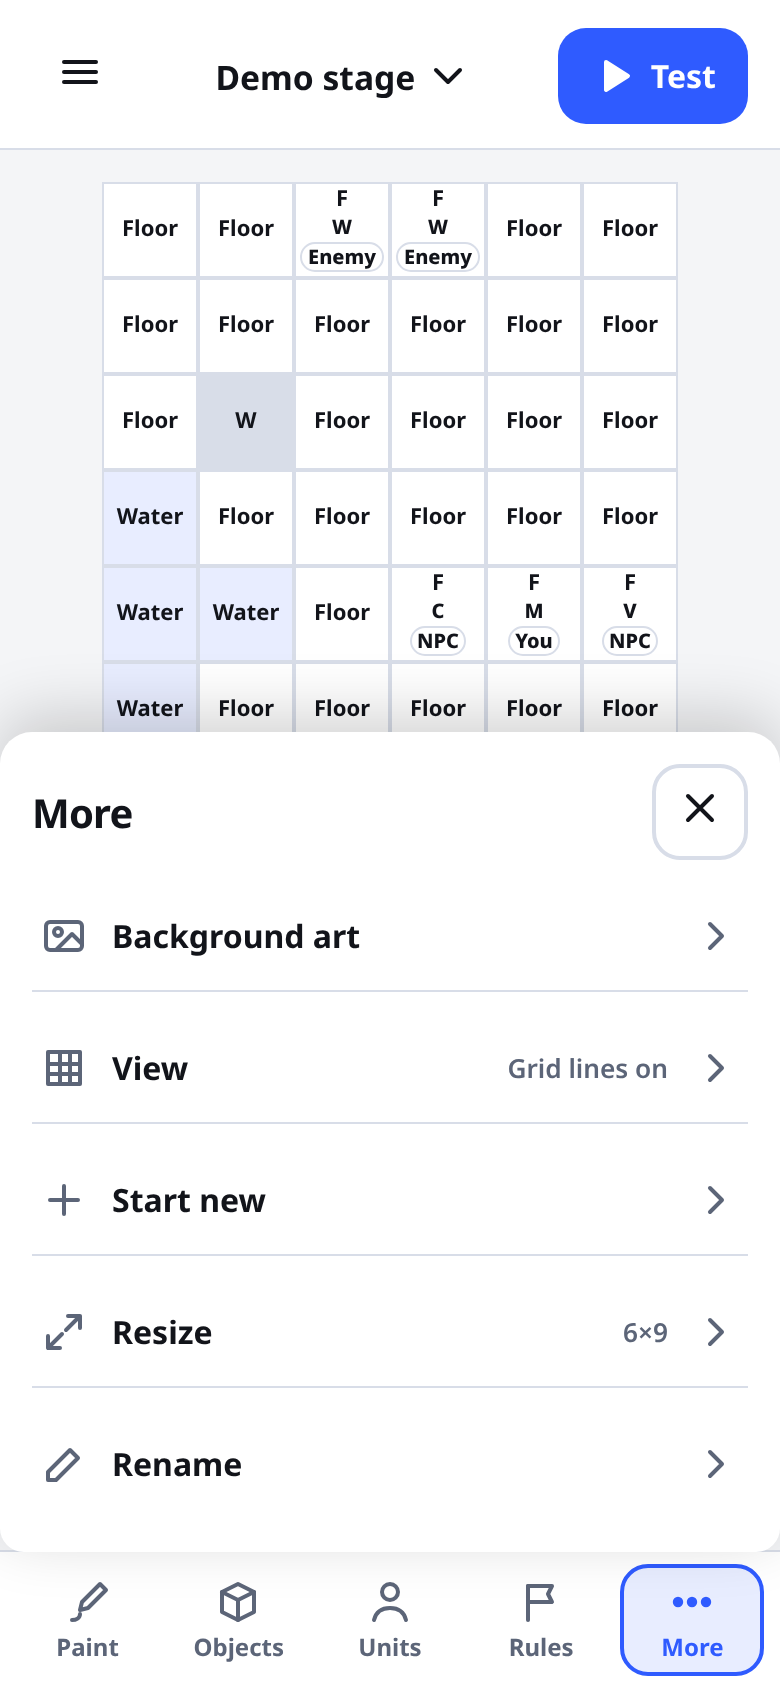 Demo stage
Test
Floor Floor F F Floor Floor
W W
Enemy Enemy
Floor Floor Floor Floor Floor Floor
Floor W Floor Floor Floor Floor
Water Floor Floor Floor Floor Floor
Water Water Floor F F F
C M V
NPC You NPC
Water Floor Floor Floor Floor Floor
More
Background art
View Grid lines on
Start new
Resize 6×9
Rename
Paint Objects Units Rules More